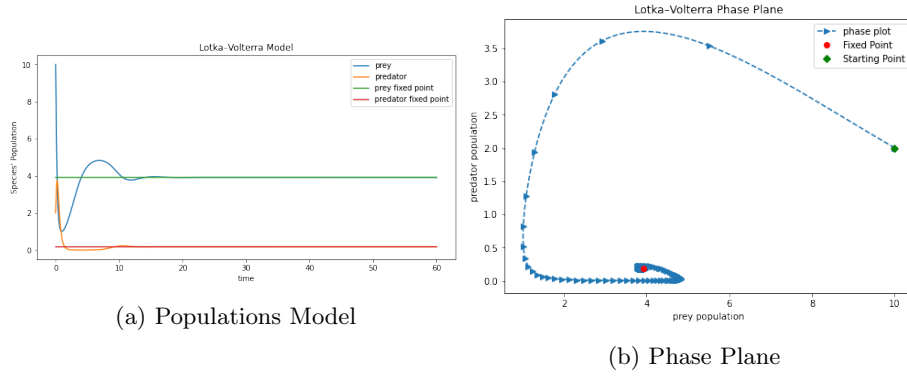 Lotka–Volterra Model
prey
predator
prey fixed point
predator fixed point
10
8
6
4
2
0
Species' Population
0
10
20
30
40
50
60
time
(a) Populations Model
Lotka–Volterra Phase Plane
phase plot
Fixed Point
Starting Point
3.5
3.0
2.5
2.0
1.5
1.0
0.5
0.0
predator population
2
4
6
8
10
prey population
(b) Phase Plane